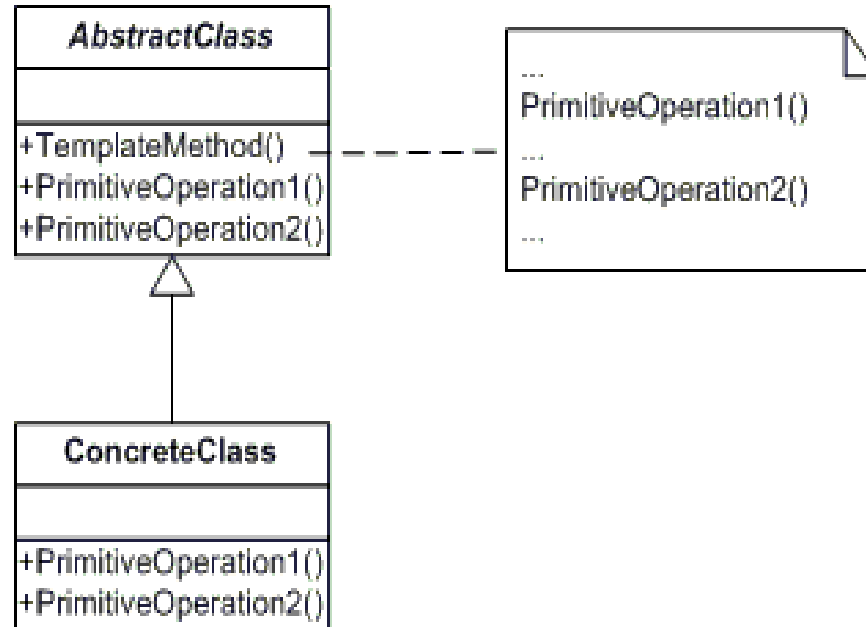 AbstractClass
+TemplateMethod()
+PrimitiveOperation1()
+PrimitiveOperation2()
...
PrimitiveOperation1()
...
PrimitiveOperation2()
...
ConcreteClass
+PrimitiveOperation1()
+PrimitiveOperation2()